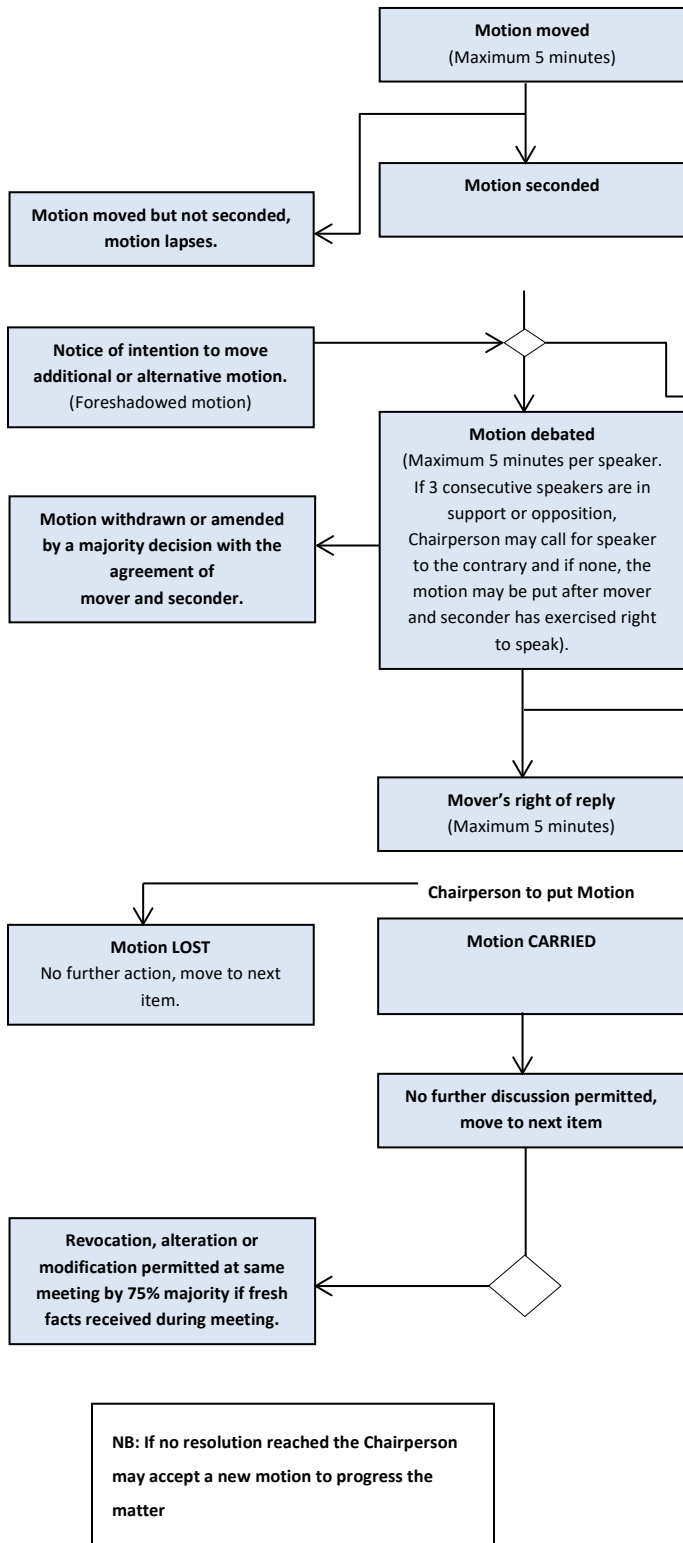 Motion moved
(Maximum 5 minutes)
Motion seconded
Motion moved but not seconded,
motion lapses.
Notice of intention to move
additional or alternative motion.
(Foreshadowed motion)
Motion debated
(Maximum 5 minutes per speaker.
If 3 consecutive speakers are in
support or opposition,
Chairperson may call for speaker
to the contrary and if none, the
motion may be put after mover
and seconder has exercised right
to speak).
Motion withdrawn or amended
by a majority decision with the
agreement of
mover and seconder.
Mover’s right of reply
(Maximum 5 minutes)
Chairperson to put Motion
Motion LOST
No further action, move to next
item.
Motion CARRIED
No further discussion permitted,
move to next item
Revocation, alteration or
modification permitted at same
meeting by 75% majority if fresh
facts received during meeting.
NB: If no resolution reached the Chairperson
may accept a new motion to progress the
matter